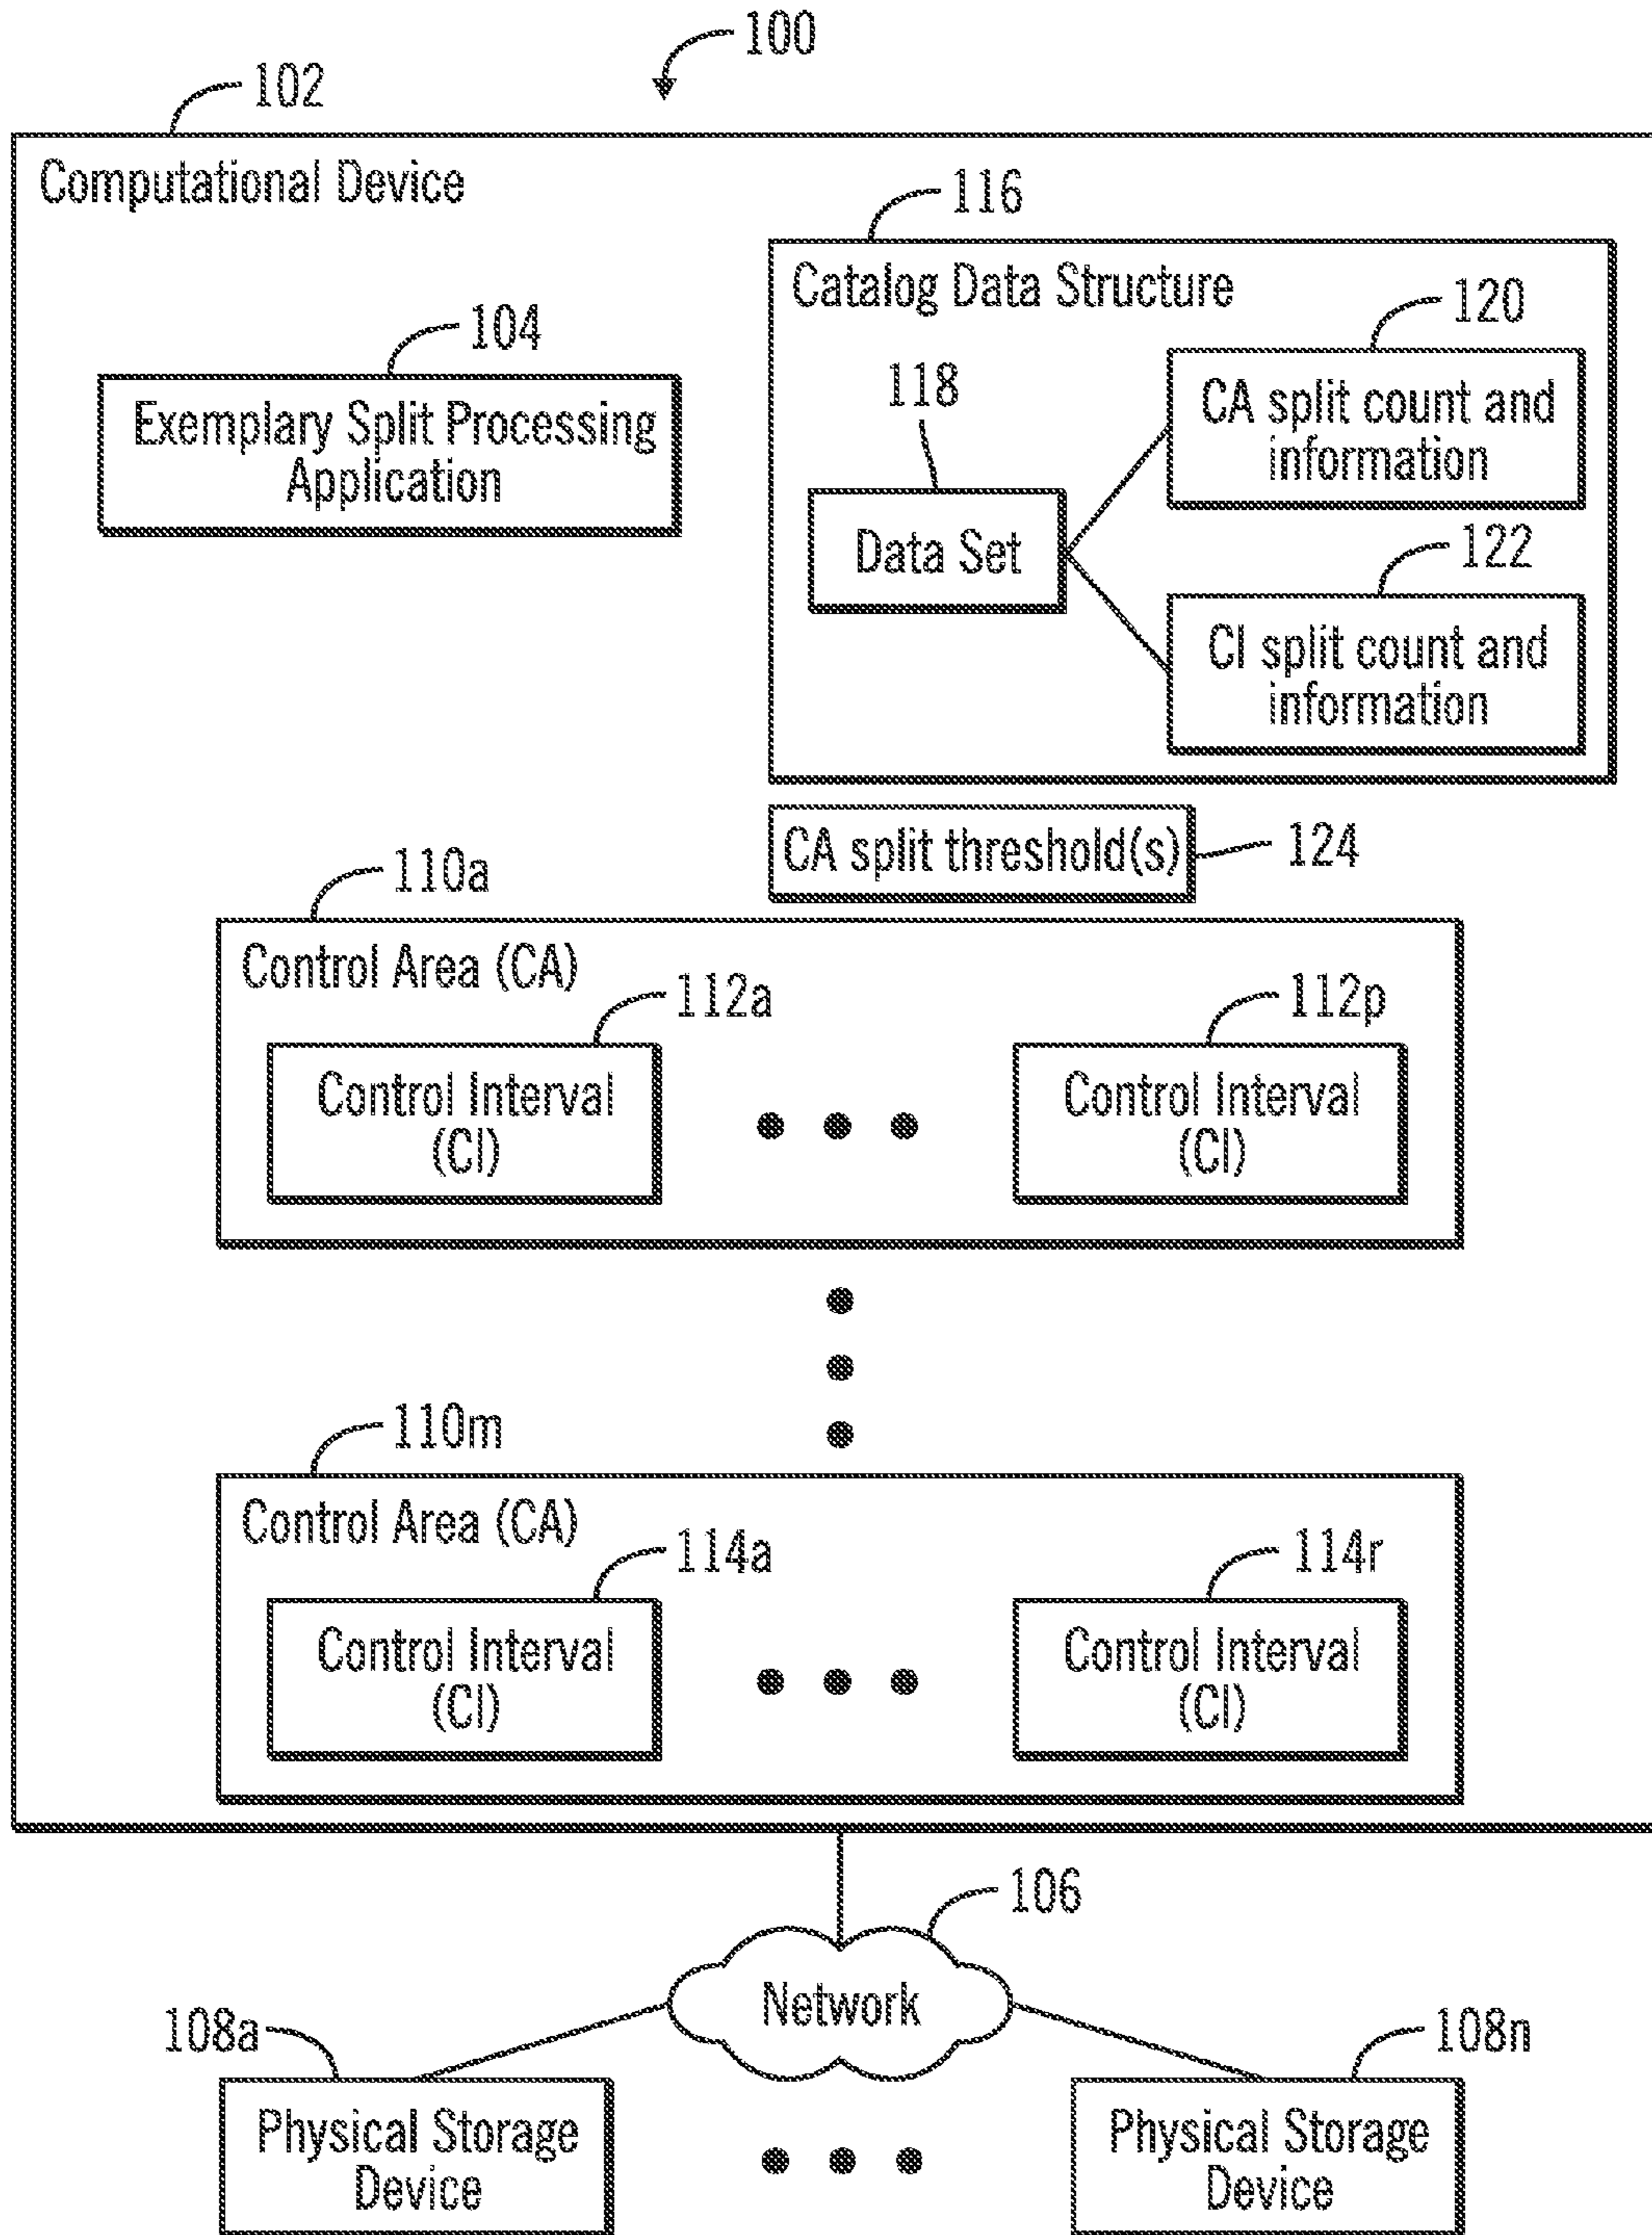 100
102
Computational Device
116
Catalog Data Structure
104
Exemplary Split Processing
Application
118
Data Set
120
CA split count and
information
122
CI split count and
information
CA split threshold(s)
124
110a
Control Area (CA)
112a
Control Interval
(CI)
112p
Control Interval
(CI)
110m
Control Area (CA)
114a
Control Interval
(CI)
114r
Control Interval
(CI)
106
Network
108a
Physical Storage
Device
108n
Physical Storage
Device